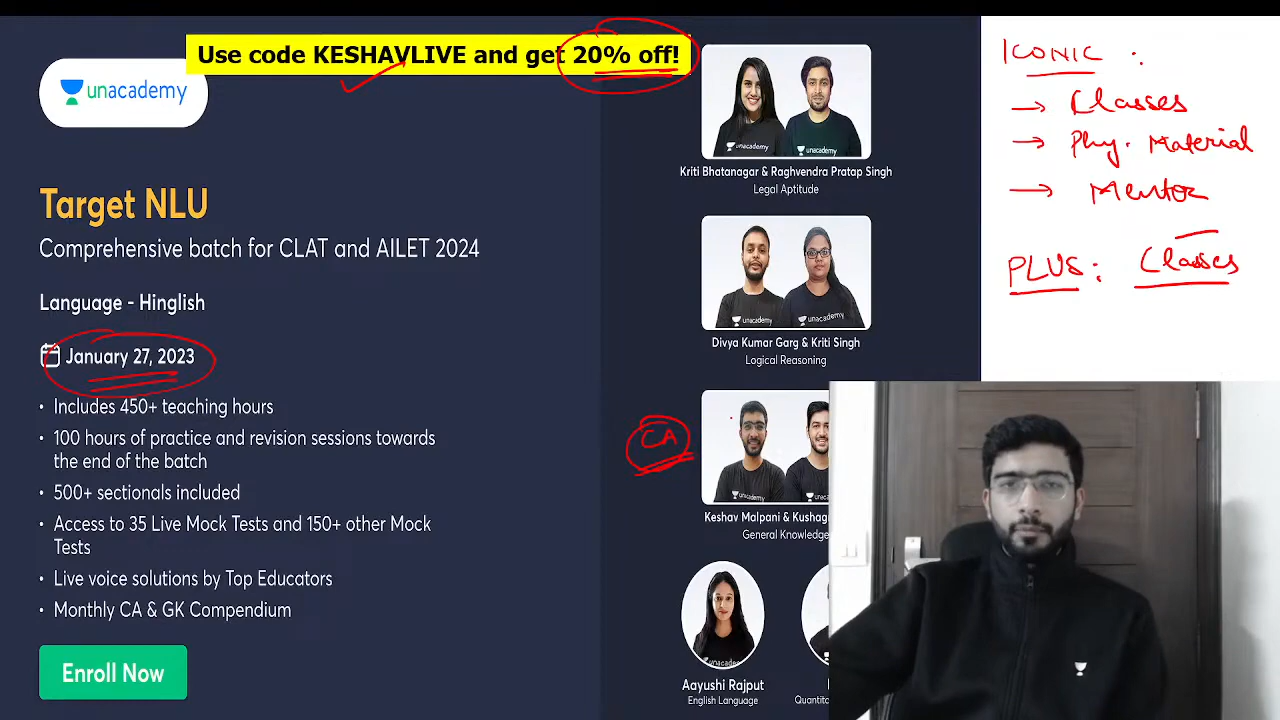 Use code KESHAVLIVE and get 20% off!
unacademy
Target NLU
Comprehensive batch for CLAT and AILET 2024
Language - Hinglish
January 27, 2023
• Includes 450+ teaching hours
• 100 hours of practice and revision sessions towards
the end of the batch
• 500+ sectionals included
• Access to 35 Live Mock Tests and 150+ other Mock
Tests
• Live voice solutions by Top Educators
• Monthly CA & GK Compendium
Enroll Now
unacademy
unacademy
Kriti Bhatanagar & Raghvendra Pratap Singh
Legal Aptitude
unacademy
unacademy
Divya Kumar Garg & Kriti Singh
Logical Reasoning
CA
unacademy
Keshav Malpani &
General Knowledge
Aayushi Rajput
English Language
ICONIC :
→ Classes
→ Phy. Material
→ Mentor
PLUS : Classes